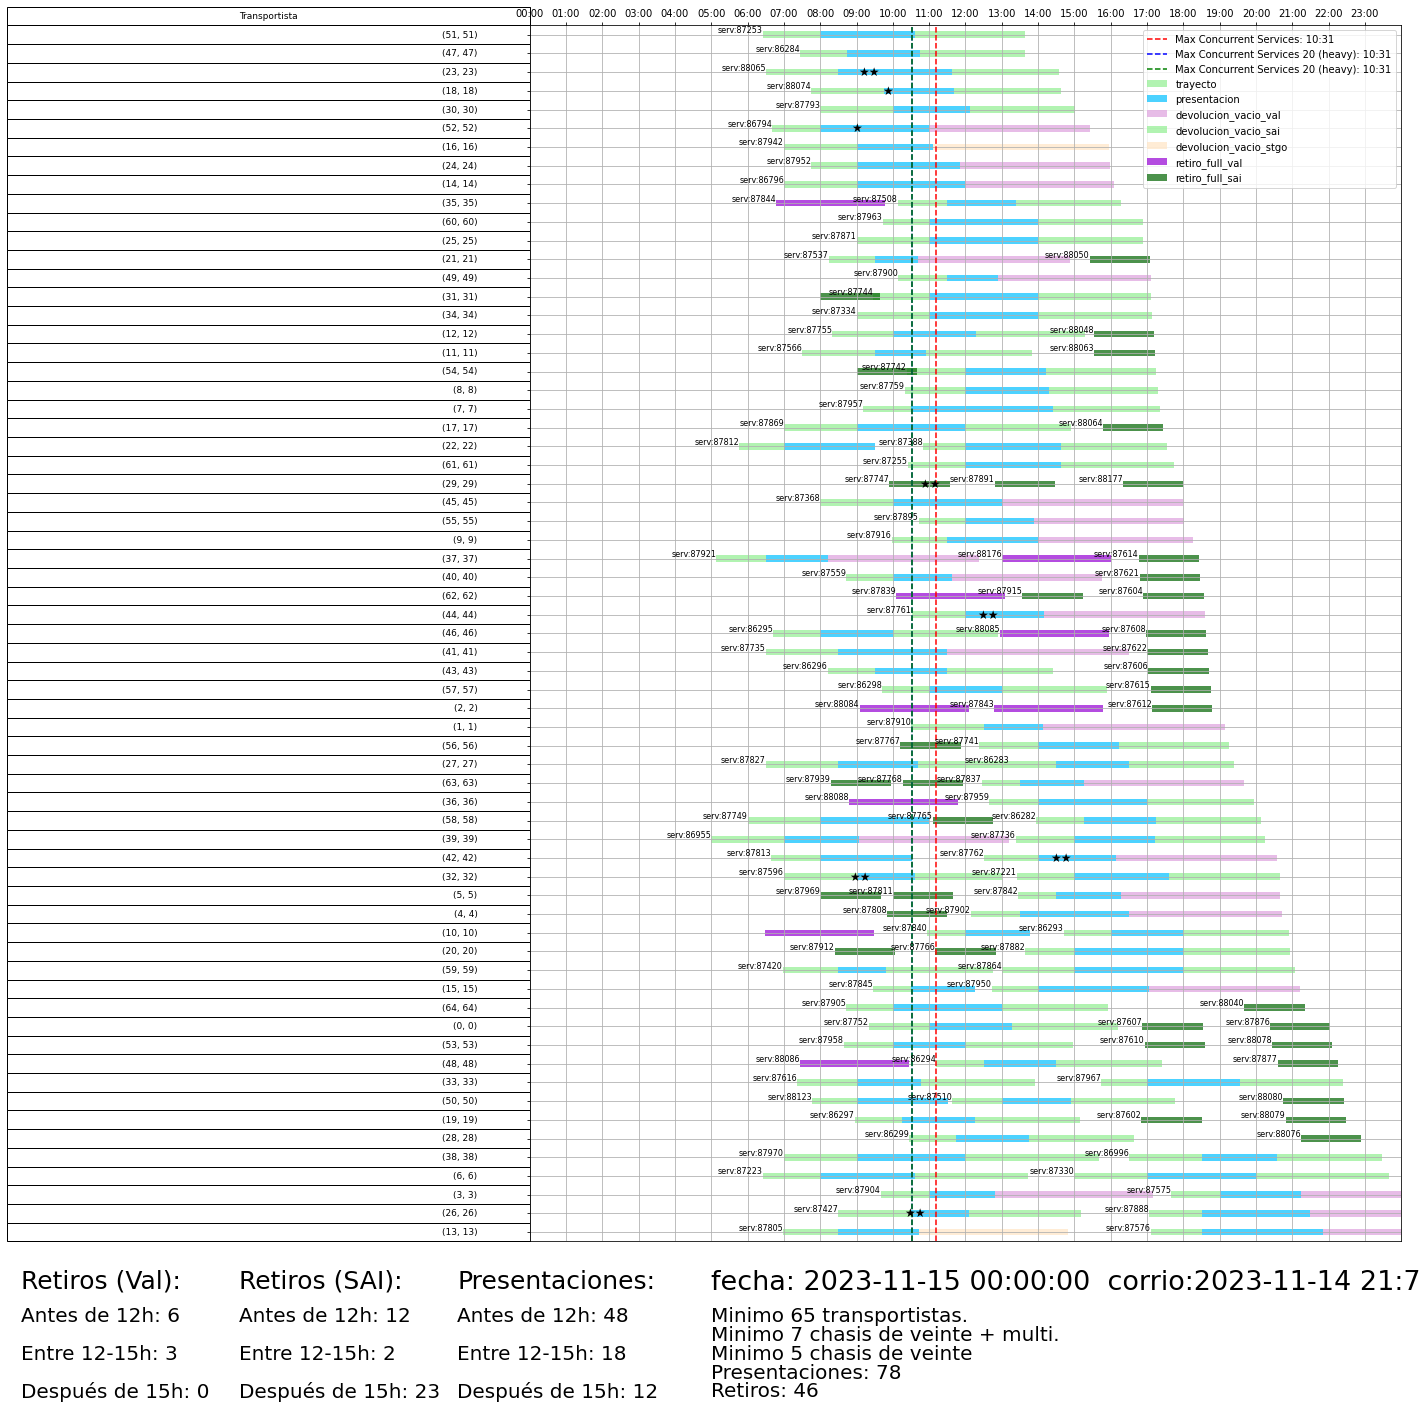 Transportista
00:00 01:00 02:00 03:00 04:00 05:00 06:00 07:00 08:00 09:00 10:00 11:00 12:00 13:00 14:00 15:00 16:00 17:00 18:00 19:00 20:00 21:00 22:00 23:00
Max Concurrent Services: 10:31
Max Concurrent Services 20 (heavy): 10:31
Max Concurrent Services 20 (heavy): 10:31
trayecto
presentacion
devolucion_vacio_val
devolucion_vacio_sai
devolucion_vacio_stgo
retiro_full_val
retiro_full_sai
(51, 51) serv:87253
(47, 47) serv:86284
(23, 23) serv:88065
(18, 18) serv:88074
(30, 30) serv:87793
(52, 52) serv:86794
(16, 16) serv:87942
(24, 24) serv:87952
(14, 14) serv:86796
(35, 35) serv:87844 serv:87508
(60, 60) serv:87963
(25, 25) serv:87871
(21, 21) serv:87537 serv:88050
(49, 49) serv:87900
(31, 31) serv:87744
(34, 34) serv:87334
(12, 12) serv:87755 serv:88048
(11, 11) serv:87566 serv:88063
(54, 54) serv:87742
(8, 8) serv:87759
(7, 7) serv:87957
(17, 17) serv:87869 serv:88064
(22, 22) serv:87812 serv:87388
(61, 61) serv:87255
(29, 29) serv:87747 serv:87891 serv:88177
(45, 45) serv:87368
(55, 55) serv:87895
(9, 9) serv:87916
(37, 37) serv:87921 serv:88176 serv:87614
(40, 40) serv:87559 serv:87621
(62, 62) serv:87839 serv:87915 serv:87604
(44, 44) serv:87761
(46, 46) serv:86295 serv:88085 serv:87608
(41, 41) serv:87735 serv:87622
(43, 43) serv:86296 serv:87606
(57, 57) serv:86298 serv:87615
(2, 2) serv:88084 serv:87843 serv:87612
(1, 1) serv:87910
(56, 56) serv:87767 serv:87741
(27, 27) serv:87827 serv:86283
(63, 63) serv:87939 serv:87768 serv:87837
(36, 36) serv:88088 serv:87959
(58, 58) serv:87749 serv:87765 serv:86282
(39, 39) serv:86955 serv:87736
(42, 42) serv:87813 serv:87762
(32, 32) serv:87596 serv:87221
(5, 5) serv:87969 serv:87811 serv:87842
(4, 4) serv:87808 serv:87902
(10, 10) serv:87840 serv:86293
(20, 20) serv:87912 serv:87766 serv:87882
(59, 59) serv:87420 serv:87864
(15, 15) serv:87845 serv:87950
(64, 64) serv:87905 serv:88040
(0, 0) serv:87752 serv:87607 serv:87876
(53, 53) serv:87958 serv:87610 serv:88078
(48, 48) serv:88086 serv:86294 serv:87877
(33, 33) serv:87616 serv:87967
(50, 50) serv:88123 serv:87510 serv:88080
(19, 19) serv:86297 serv:87602 serv:88079
(28, 28) serv:86299 serv:88076
(38, 38) serv:87970 serv:86996
(6, 6) serv:87223 serv:87330
(3, 3) serv:87904 serv:87575
(26, 26) serv:87427 serv:87888
(13, 13) serv:87805 serv:87576
Retiros (Val):
Antes de 12h: 6
Entre 12-15h: 3
Después de 15h: 0
Retiros (SAI):
Antes de 12h: 12
Entre 12-15h: 2
Después de 15h: 23
Presentaciones:
Antes de 12h: 48
Entre 12-15h: 18
Después de 15h: 12
fecha: 2023-11-15 00:00:00 corrio:2023-11-14 21:7
Minimo 65 transportistas.
Minimo 7 chasis de veinte + multi.
Minimo 5 chasis de veinte
Presentaciones: 78
Retiros: 46